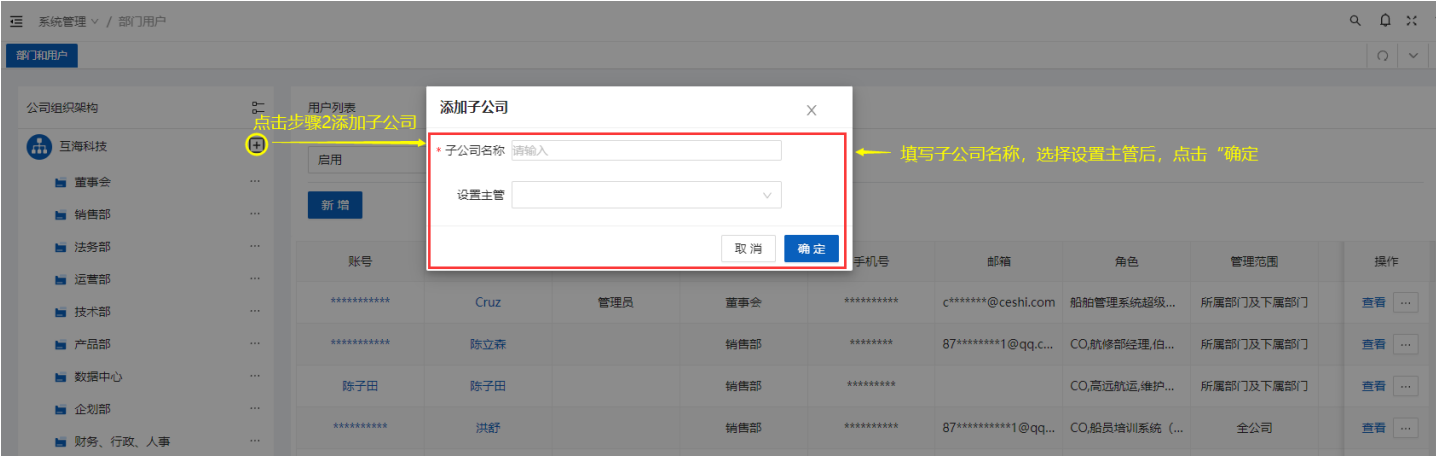 系统管理 / 部门用户
部门和用户
公司组织架构
用户列表
添加子公司
点击步骤2添加子公司
互海科技
* 子公司名称 请输入
填写子公司名称，选择设置主管后，点击“确定
启用
董事会 ...
设置主管
新 增
销售部 ...
法务部 ...
取 消 确 定
账号 手机号 邮箱 角色 管理范围 操作
运营部 ...
*********** Cruz 管理员 董事会 ********** c*******@ceshi.com 船舶管理系统超级... 所属部门及下属部门 查看 ...
技术部 ...
*********** 陈立森 销售部 ******** 87********1@qq.c... CO,航修部经理,伯... 所属部门及下属部门 查看 ...
产品部 ...
数据中心 ...
陈子田 陈子田 销售部 ********* CO,高远航运,维护... 所属部门及下属部门 查看 ...
企划部 ...
********** 洪舒 销售部 ********** 87**********1@qq... CO,船员培训系统（... 全公司 查看 ...
财务、行政、人事 ...